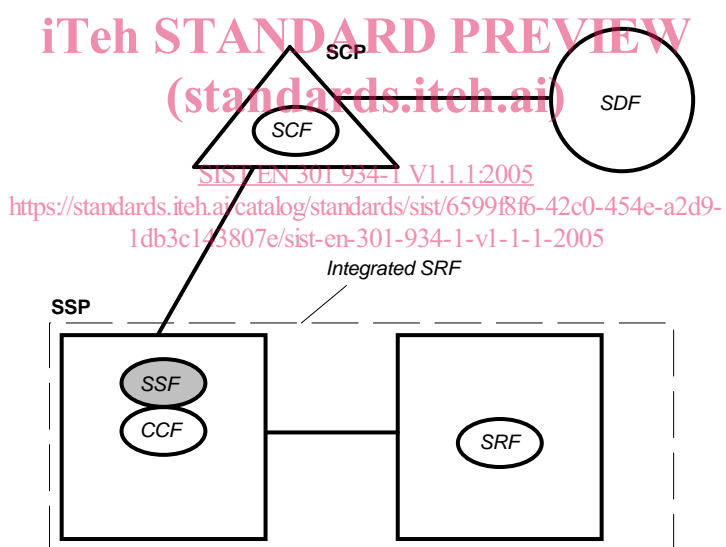 iTeh STANDARD PREVIEW
SCP
(standards.iteh.ai)
SDF
SCF
SIST EN 301 934-1 V1.1.1:2005
https://standards.iteh.ai/catalog/standards/sist/6599f8f6-42c0-454e-a2d9-
1db3c143807e/sist-en-301-934-1-v1-1-1-2005
Integrated SRF
SSP
SSF
CCF
SRF